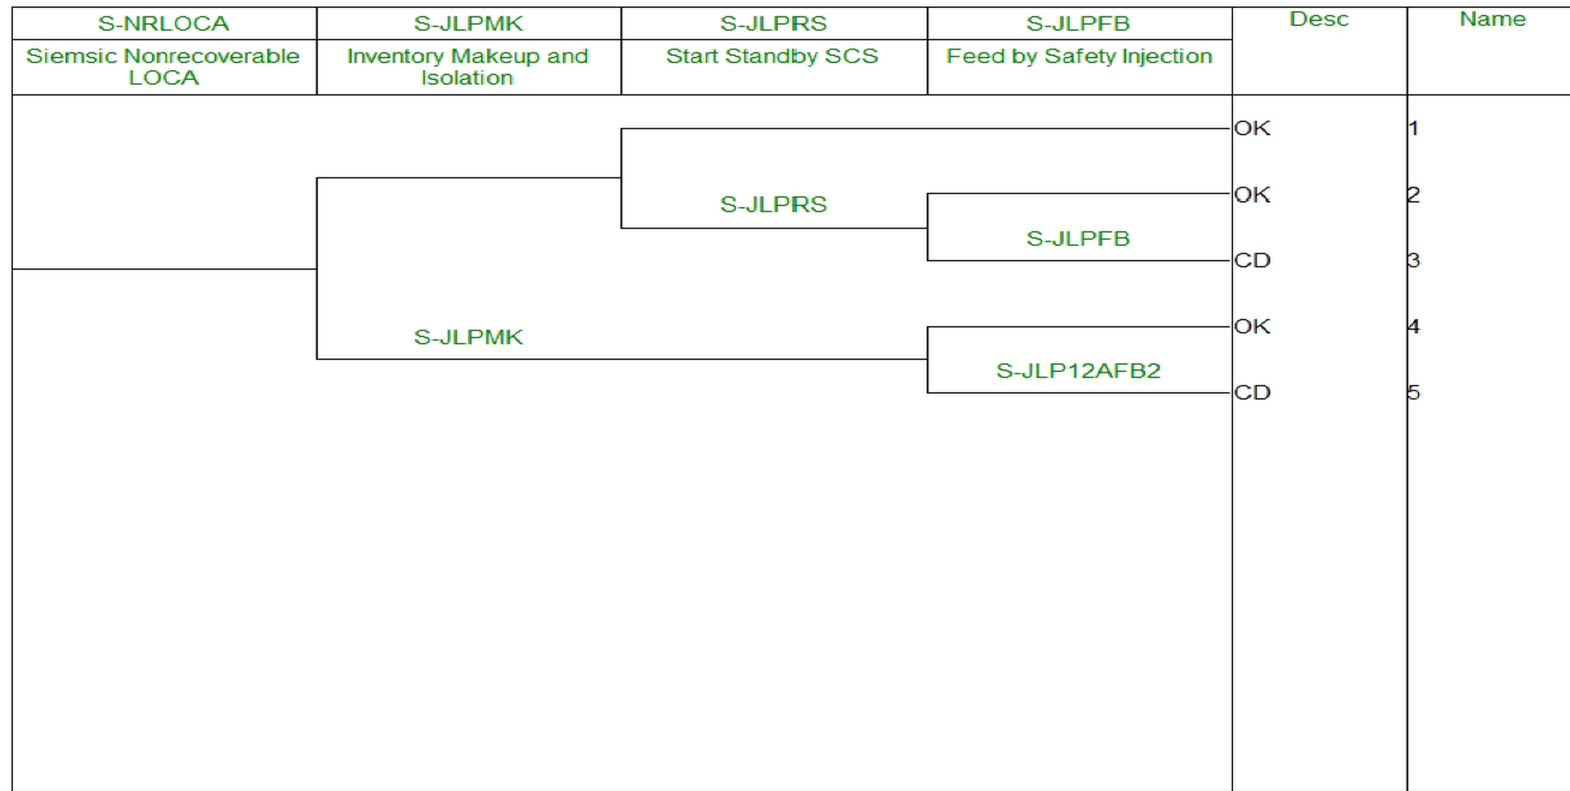 S-NRLOCA S-JLPMK S-JLPRS S-JLPFB Desc Name
Siemsic Nonrecoverable Inventory Makeup and Start Standby SCS Feed by Safety Injection
LOCA Isolation
OK 1
S-JLPRS OK 2
S-JLPFB
CD 3
S-JLPMK OK 4
S-JLP12AFB2
CD 5